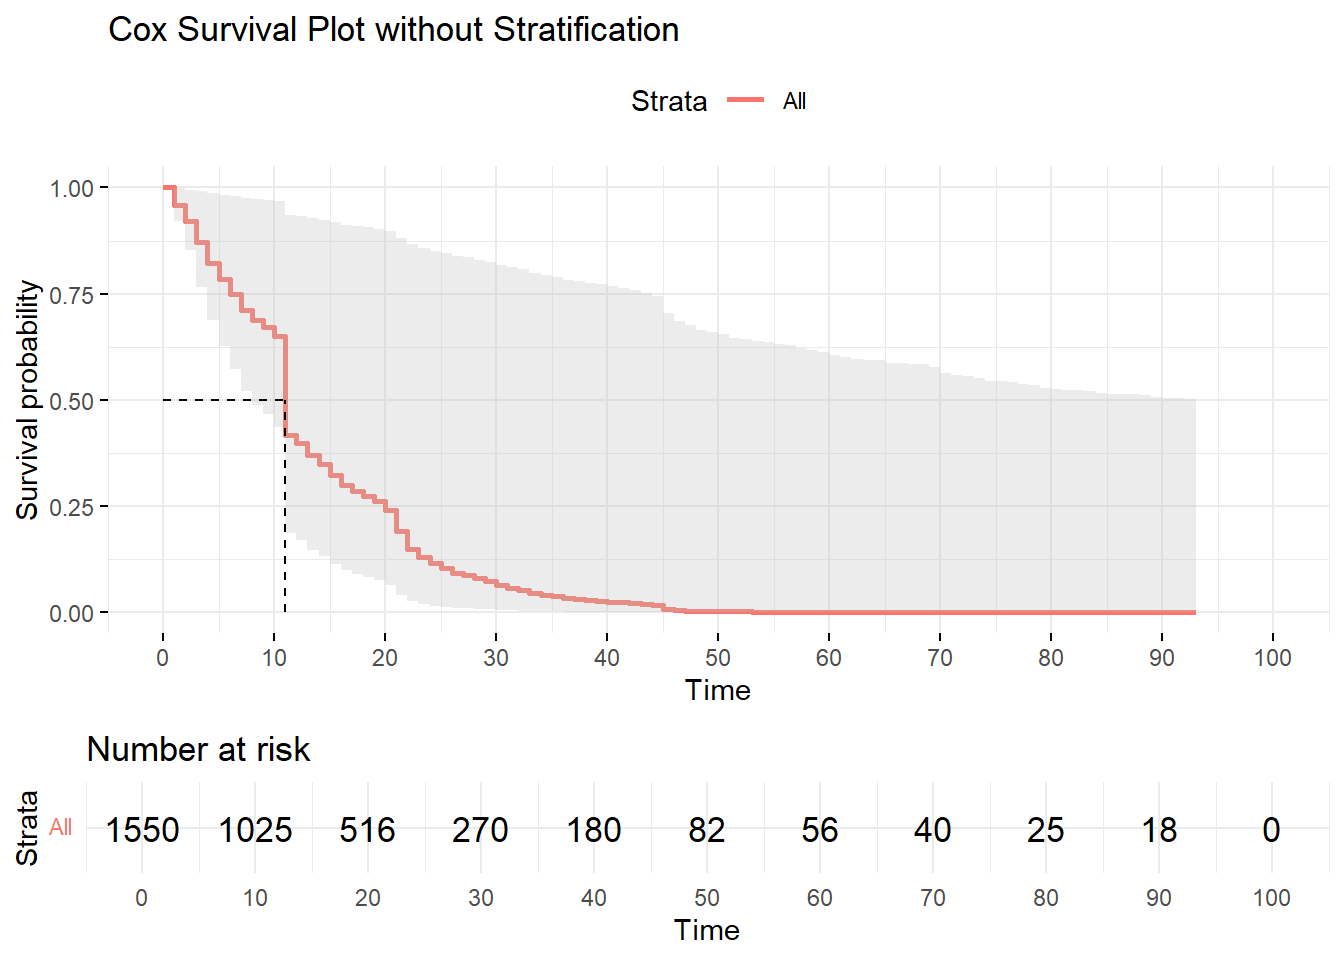 Cox Survival Plot without Stratification
Strata All
Survival probability
1.00
0.75
0.50
0.25
0.00
0 10 20 30 40 50 60 70 80 90 100
Time
Number at risk
Strata
All 1550 1025 516 270 180 82 56 40 25 18 0
0 10 20 30 40 50 60 70 80 90 100
Time